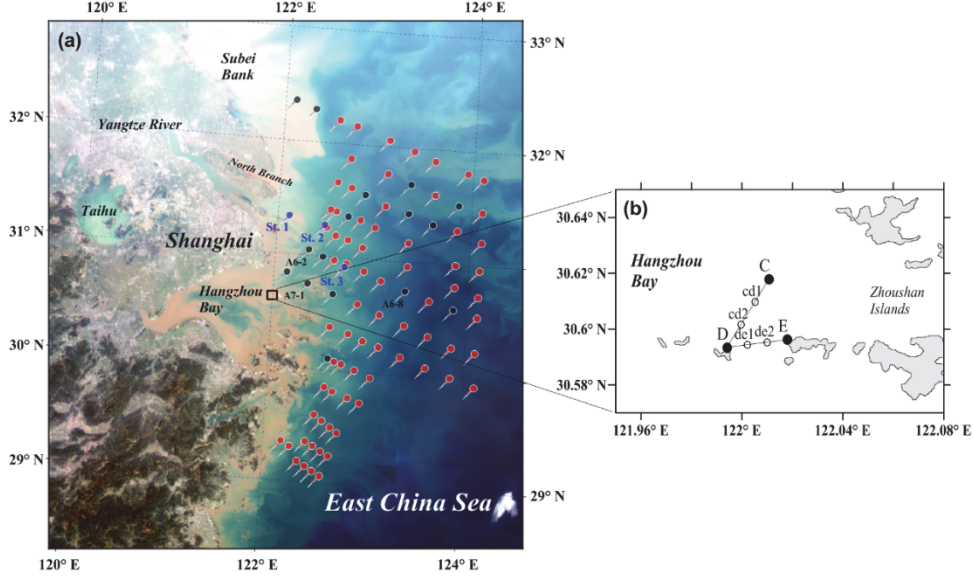 120° E
122° E
124° E
(a)
Subei
Bank
33° N
32° N
Yangtze River
32° N
North Branch
Taihu
St. 1
31° N
Shanghai
St. 2
A6-2
31° N
St. 3
Hangzhou
Bay
A7-1
A6-8
30° N
30° N
29° N
East China Sea
29° N
120° E
122° E
124° E
(b)
30.64° N
Hangzhou
Bay
C
30.62° N
cd1
Zhoushan
Islands
cd2
30.6° N
D
de1
de2
E
30.58° N
121.96° E
122° E
122.04° E
122.08° E